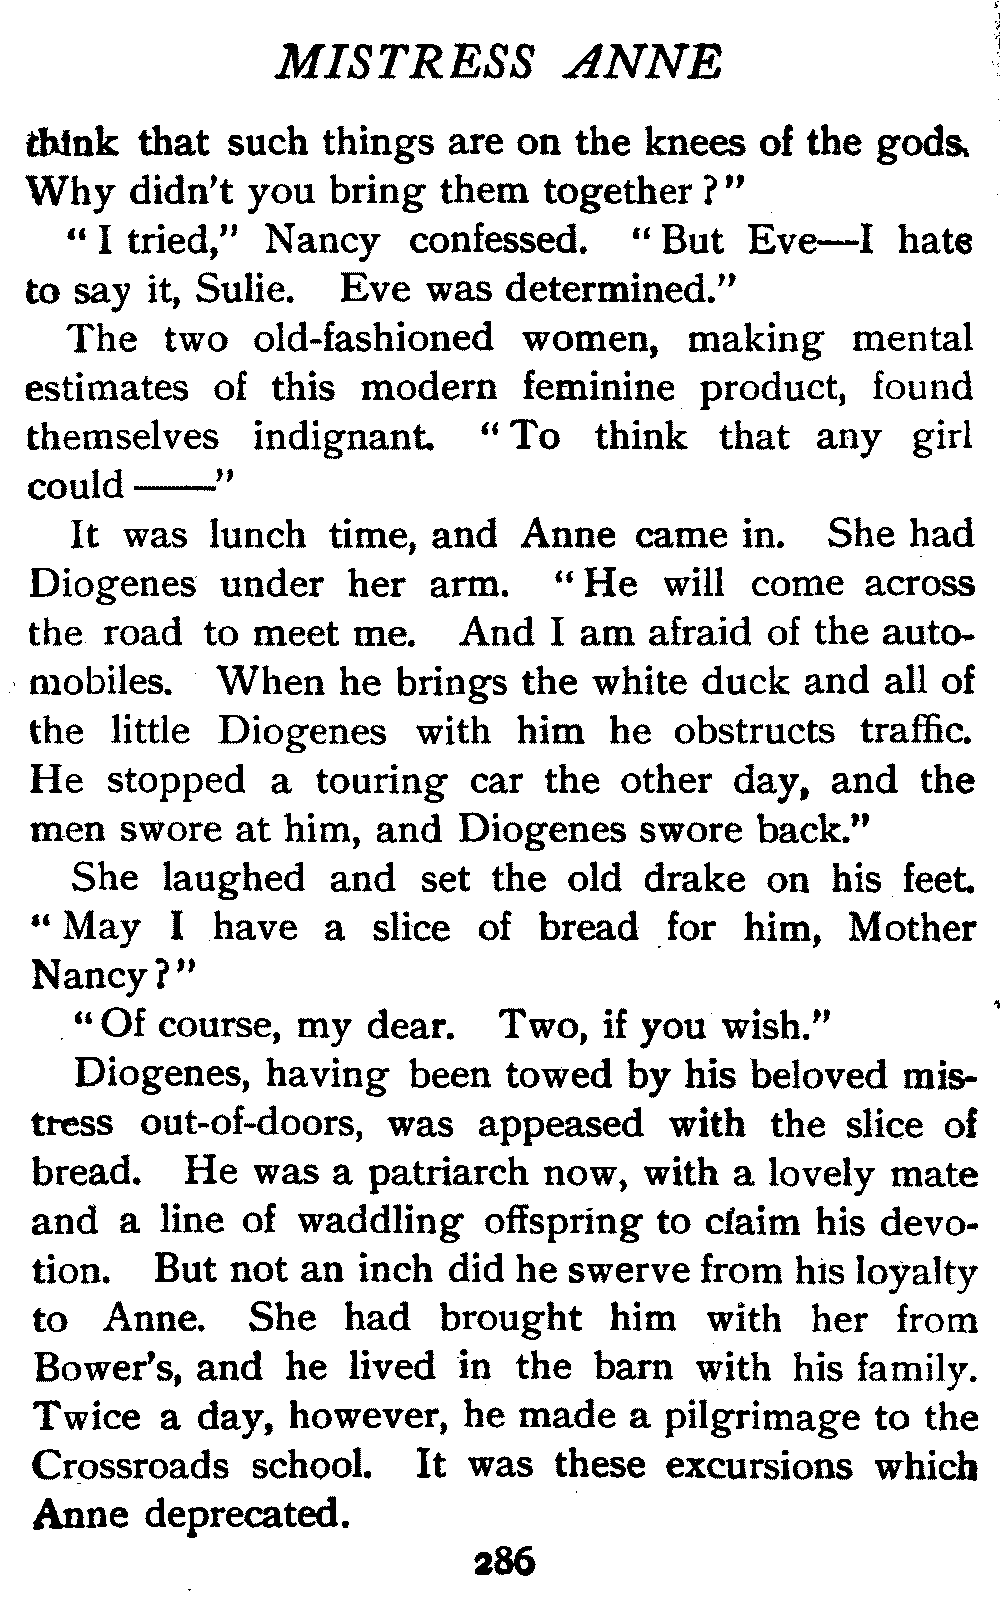 MISTRESS ANNE
think that such things are on the knees of the gods.
Why didn't you bring them together?"
"I tried," Nancy confessed. "But Eve—I hate
to say it, Sulie. Eve was determined."
The two old-fashioned women, making mental
estimates of this modern feminine product, found
themselves indignant. "To think that any girl
could ——"
It was lunch time, and Anne came in. She had
Diogenes under her arm. "He will come across
the road to meet me. And I am afraid of the auto-
mobiles. When he brings the white duck and all of
the little Diogenes with him he obstructs traffic.
He stopped a touring car the other day, and the
men swore at him, and Diogenes swore back."
She laughed and set the old drake on his feet.
"May I have a slice of bread for him, Mother
Nancy?"
"Of course, my dear. Two, if you wish."
Diogenes, having been towed by his beloved mis-
tress out-of-doors, was appeased with the slice of
bread. He was a patriarch now, with a lovely mate
and a line of waddling offspring to claim his devo-
tion. But not an inch did he swerve from his loyalty
to Anne. She had brought him with her from
Bower's, and he lived in the barn with his family.
Twice a day, however, he made a pilgrimage to the
Crossroads school. It was these excursions which
Anne deprecated.
286